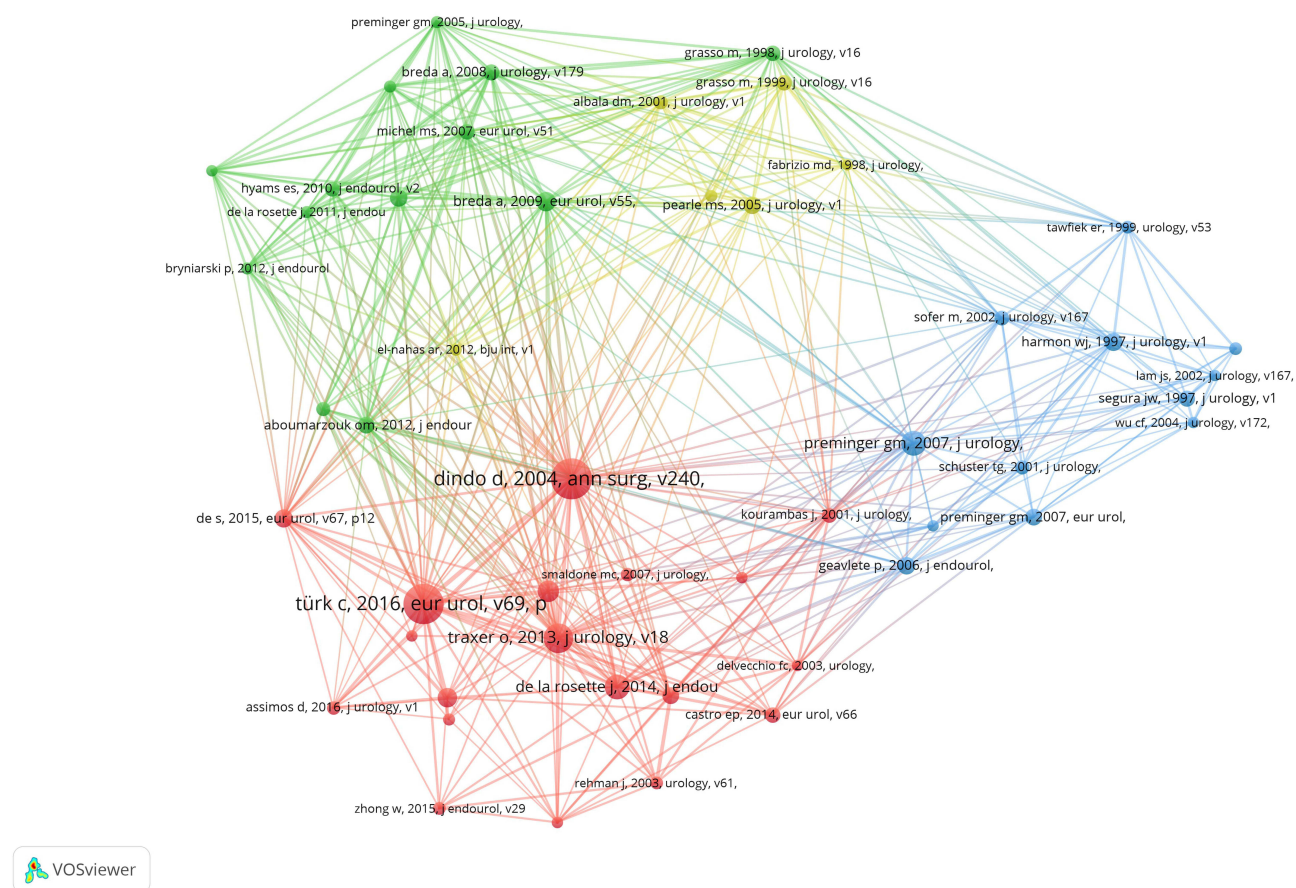 preminger gm, 2005, j urology,
grasso m, 1998, j urology, v16
breda a, 2008, j urology, v179
grasso m, 1999, j urology, v16
albala dm, 2001, j urology, v1
michel ms, 2007, eur urol, v51
fabrizio md, 1998, j urology,
hyams es, 2010, j endourol, v2
breda a, 2009, eur urol, v55,
pearle ms, 2005, j urology, v1
de la rosette j, 2011, j endou
tawfiek er, 1999, urology, v53
bryniarski p, 2012, j endourol
sofer m, 2002, j urology, v167
harmon wj, 1997, j urology, v1
el-nahas ar, 2012, bju int, v1
lam js, 2002, j urology, v167,
segura jw, 1997, j urology, v1
wu cf, 2004, j urology, v172,
aboumarzouk om, 2012, j endour
preminger gm, 2007, j urology,
schuster tg, 2001, j urology,
dindo d, 2004, ann surg, v240,
kourambas j, 2001, j urology,
preminger gm, 2007, eur urol,
de s, 2015, eur urol, v67, p12
geavlete p, 2006, j endourol,
smaldone mc, 2007, j urology,
türk c, 2016, eur urol, v69, p
traxer o, 2013, j urology, v18
delvecchio fc, 2003, urology,
de la rosette j, 2014, j endou
assimos d, 2016, j urology, v1
castro ep, 2014, eur urol, v66
rehman j, 2003, urology, v61,
zhong w, 2015, j endourol, v29
VOSviewer